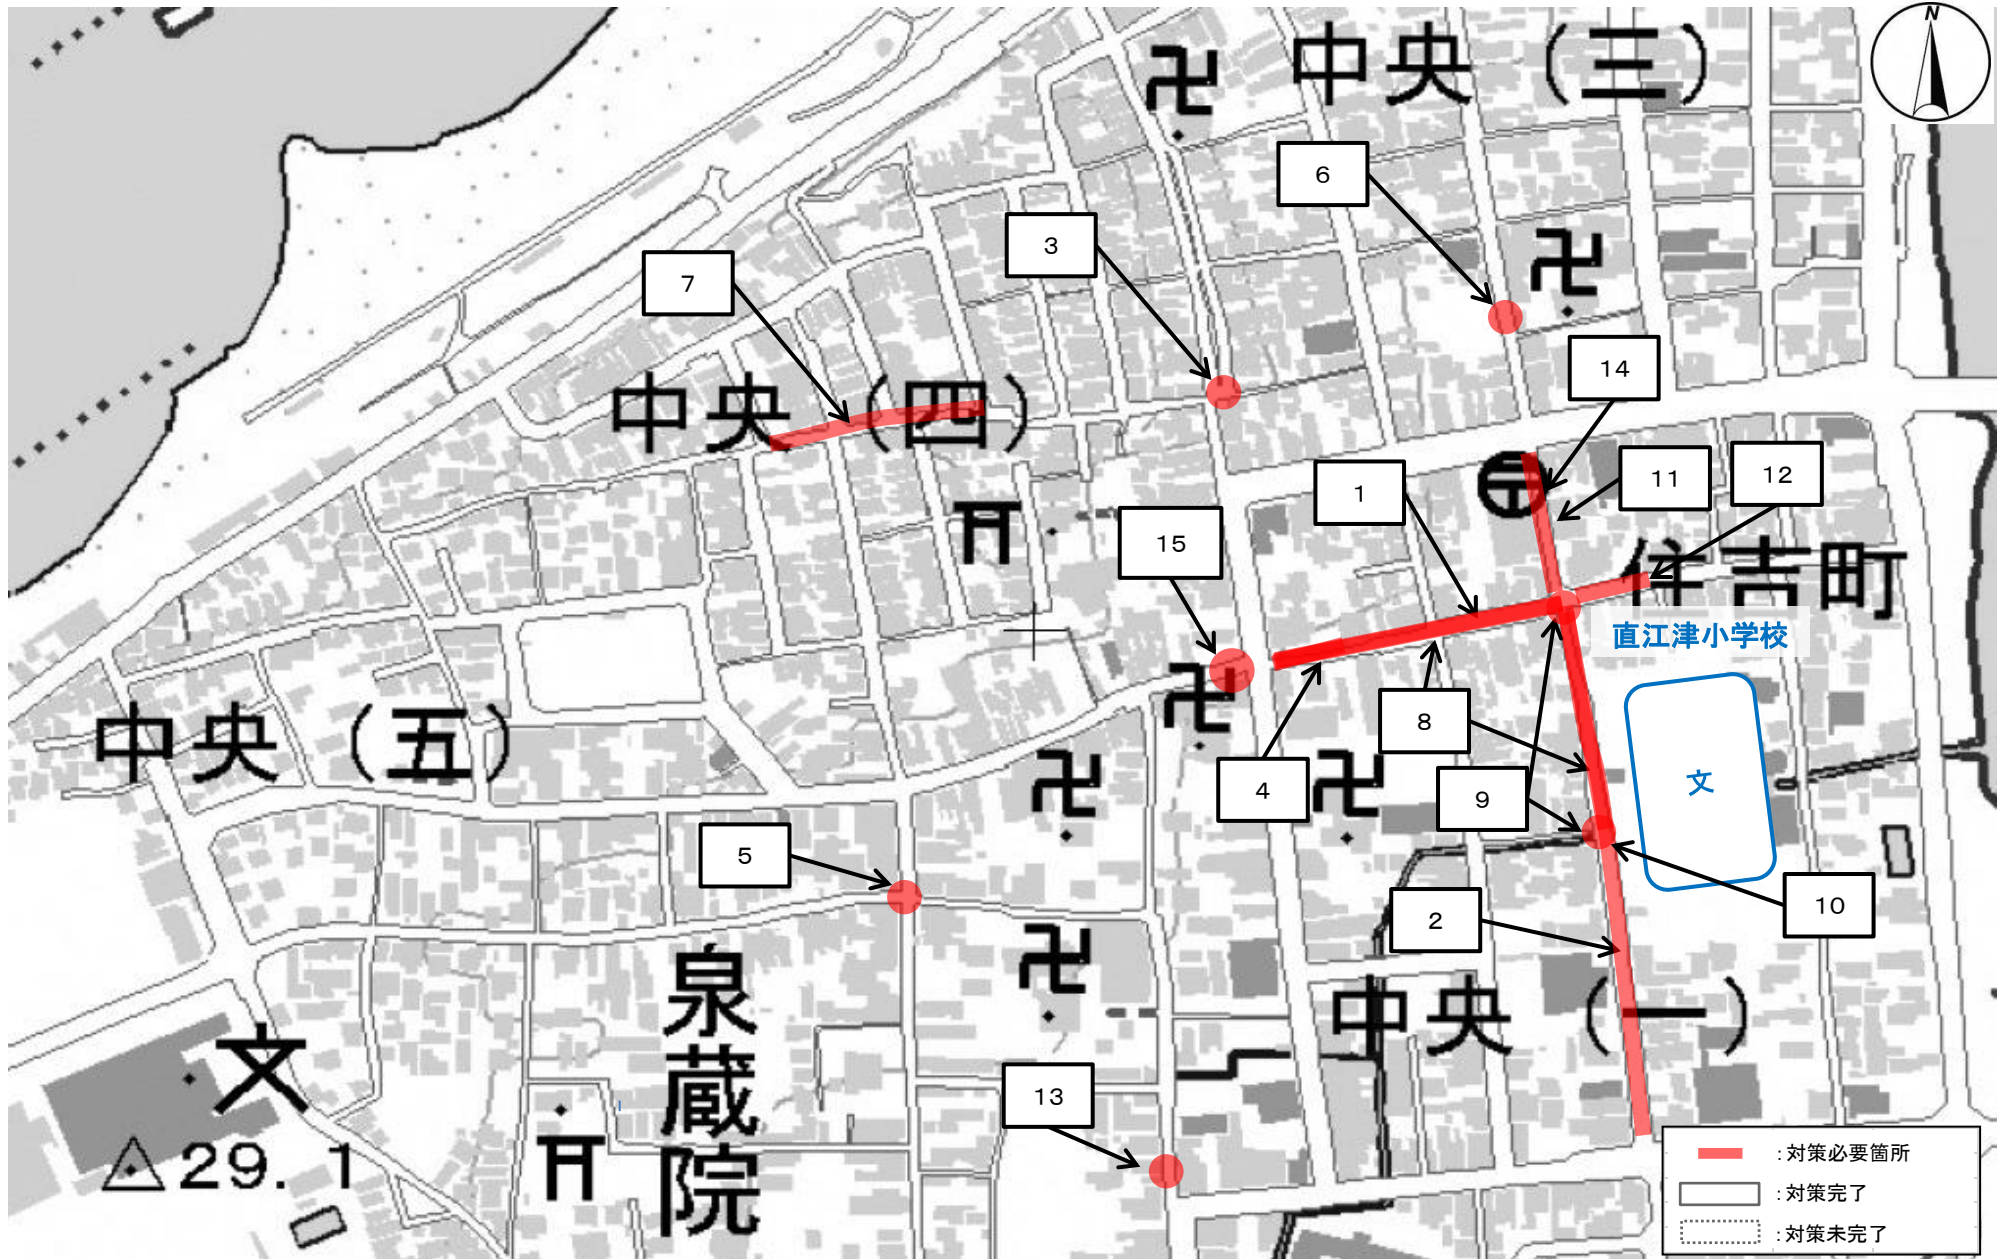 N
中央（三）
6
3
7
14
中央（四）
11
12
1
15
住吉町
直江津小学校
8
中央（五）
4
9
文
5
10
2
泉蔵院
中央（一）
文
13
29.1
：対策必要箇所
：対策完了
：対策未完了